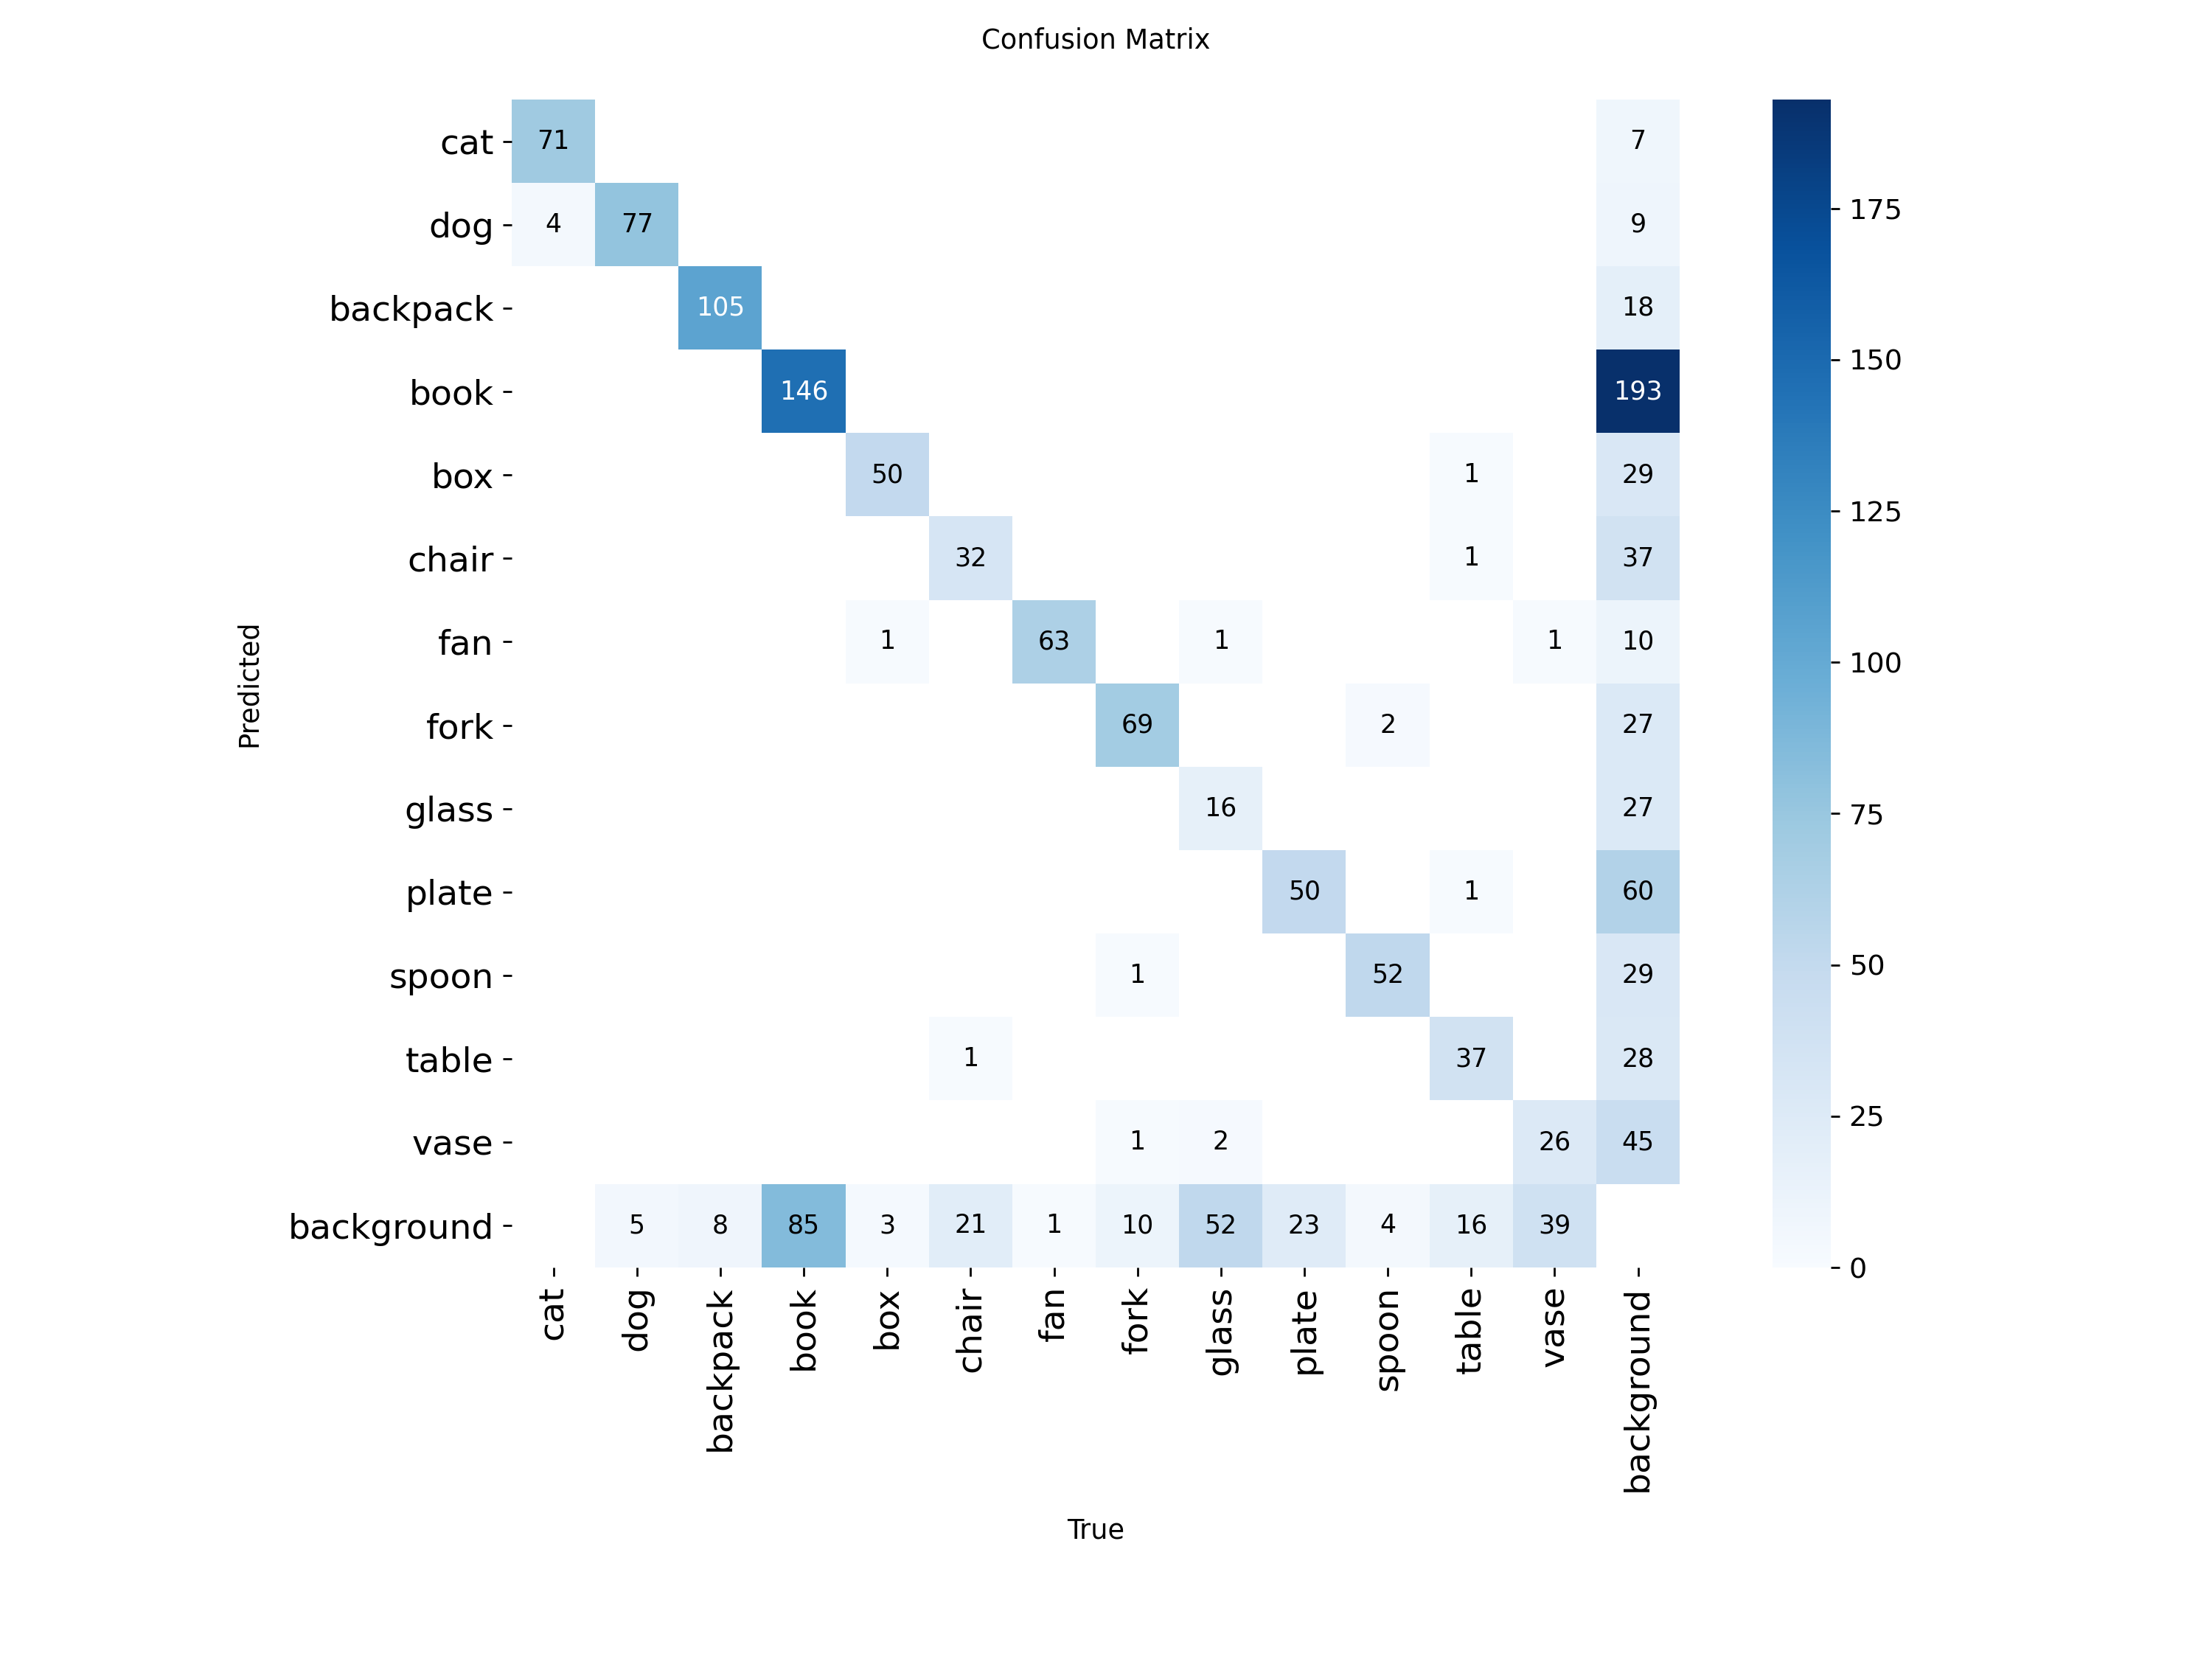 Confusion Matrix
cat 71 7
dog 4 77 9
backpack 105 18
book 146 193
box 50 1 29
chair 32 1 37
fan 1 63 1 1 10
fork 69 2 27
glass 16 27
plate 50 1 60
spoon 1 52 29
table 1 37 28
vase 1 2 26 45
background 5 8 85 3 21 1 10 52 23 4 16 39
cat dog backpack book box chair fan fork glass plate spoon table vase background
Predicted
True
175
150
125
100
75
50
25
0